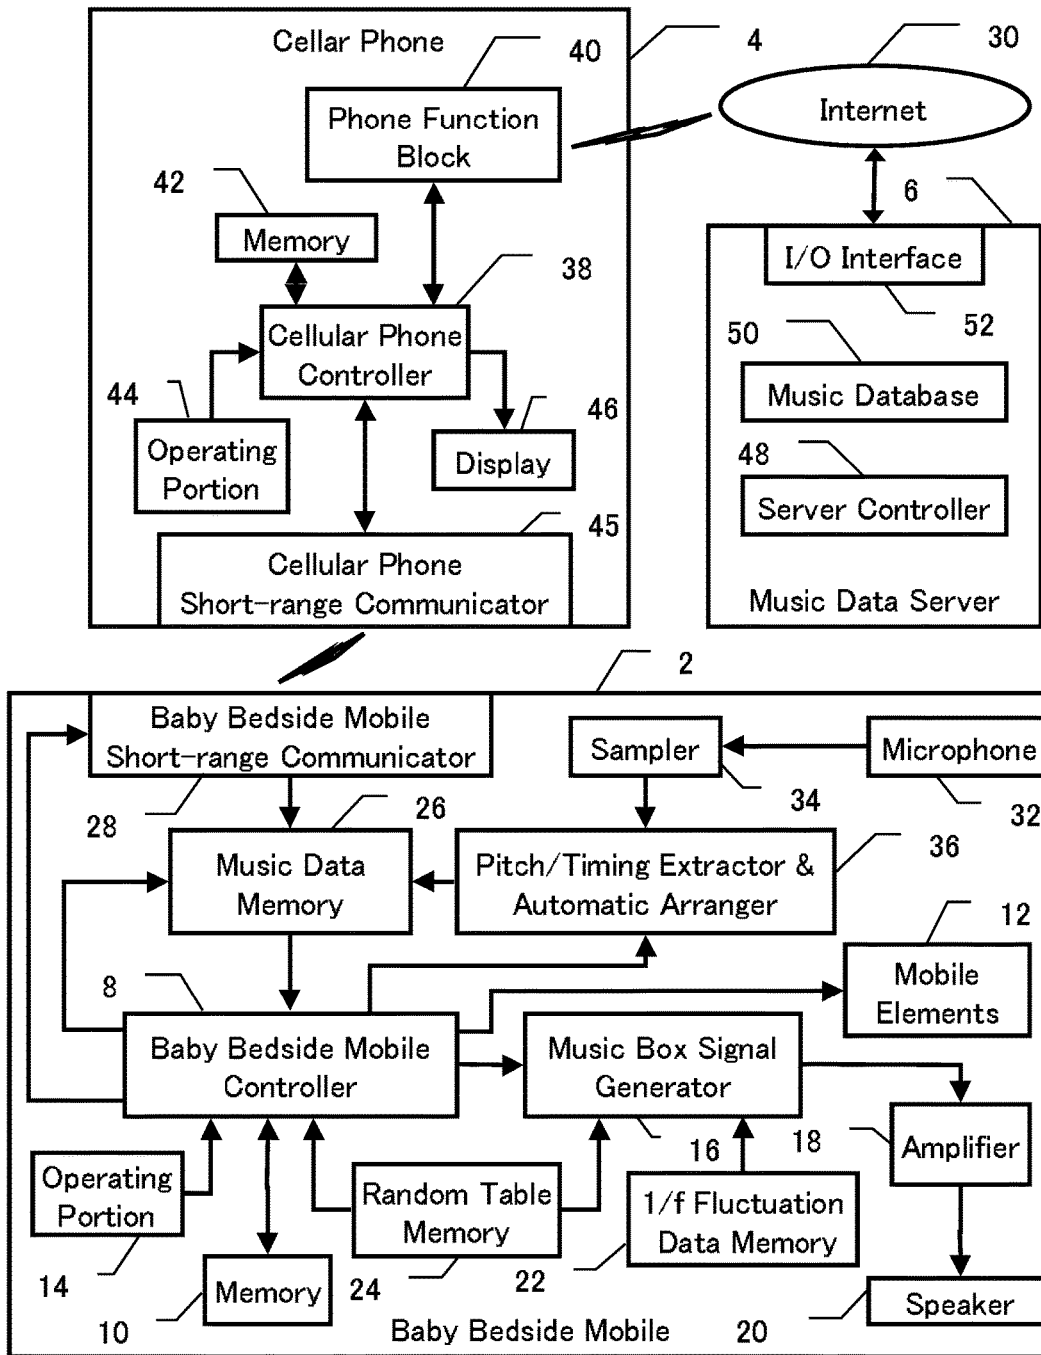 Cellar Phone
40
4
30
Phone Function
Block
Internet
42
6
Memory
I/O Interface
38
52
Cellular Phone
Controller
50
Music Database
44
46
Operating
Portion
Display
48
Server Controller
45
Cellular Phone
Short-range Communicator
Music Data Server
2
Baby Bedside Mobile
Short-range Communicator
Sampler
Microphone
28
26
34
32
36
Music Data
Memory
Pitch/Timing Extractor &
Automatic Arranger
12
8
Mobile
Elements
Baby Bedside Mobile
Controller
Music Box Signal
Generator
16
18
Amplifier
Operating
Portion
Random Table
Memory
1/f Fluctuation
Data Memory
14
24
22
Memory
Speaker
10
20
Baby Bedside Mobile